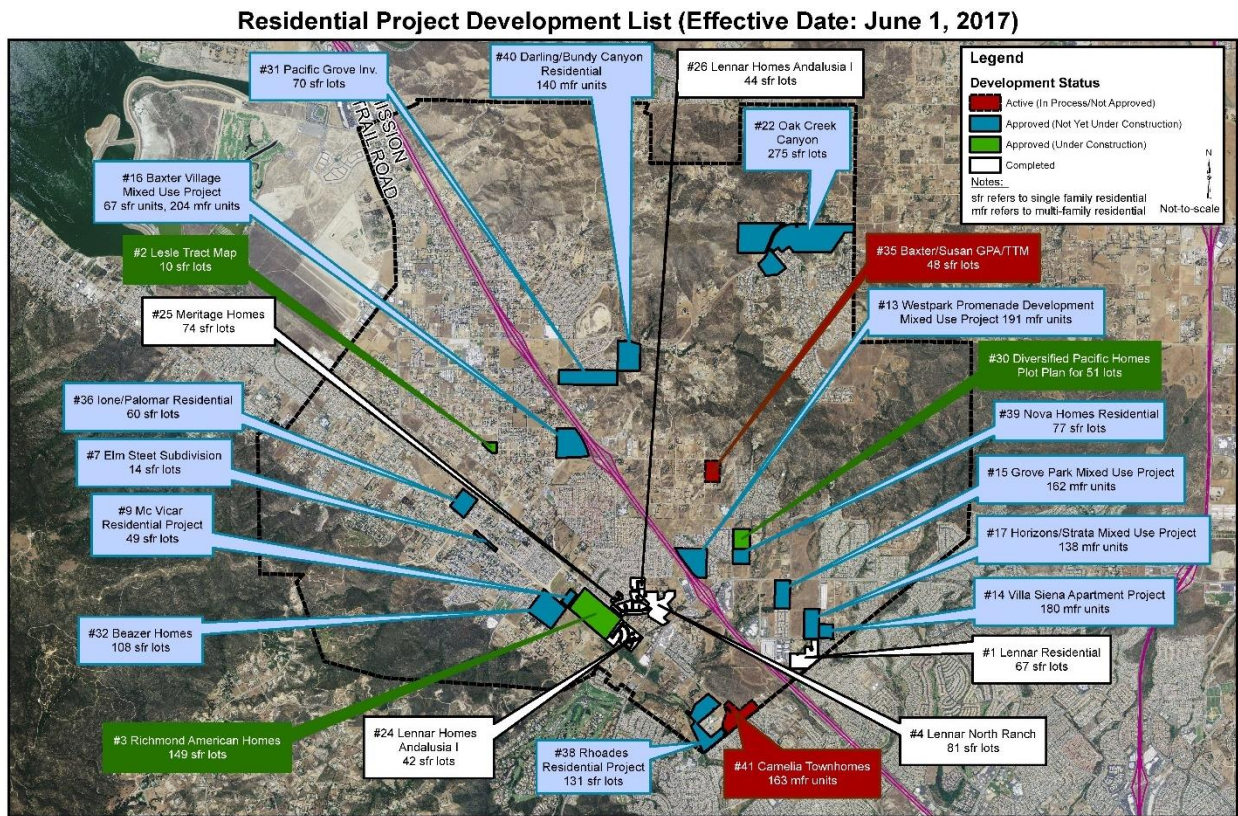 Residential Project Development List (Effective Date: June 1, 2017)
#31 Pacific Grove Inv.
70 sfr lots
#40 Darling/Bundy Canyon
Residential
140 mfr units
#26 Lennar Homes Andalusia I
44 sfr lots
#22 Oak Creek
Canyon
275 sfr lots
Legend
Development Status
Active (In Process/Not Approved)
Approved (Not Yet Under Construction)
Approved (Under Construction)
Completed
Notes:
sfr refers to single family residential
mfr refers to multi-family residential
N
Not-to-scale
MISSION
TRAIL ROAD
#16 Baxter Village
Mixed Use Project
67 sfr units, 204 mfr units
#2 Lesle Tract Map
10 sfr lots
#25 Meritage Homes
74 sfr lots
#36 Ione/Palomar Residential
60 sfr lots
#7 Elm Steet Subdivision
14 sfr lots
#9 Mc Vicar
Residential Project
49 sfr lots
#32 Beazer Homes
108 sfr lots
#3 Richmond American Homes
149 sfr lots
#24 Lennar Homes
Andalusia I
42 sfr lots
#38 Rhoades
Residential Project
131 sfr lots
#41 Camelia Townhomes
163 mfr units
#35 Baxter/Susan GPA/TTM
48 sfr lots
#13 Westpark Promenade Development
Mixed Use Project 191 mfr units
#30 Diversified Pacific Homes
Plot Plan for 51 lots
#39 Nova Homes Residential
77 sfr lots
#15 Grove Park Mixed Use Project
162 mfr units
#17 Horizons/Strata Mixed Use Project
138 mfr units
#14 Villa Siena Apartment Project
180 mfr units
#1 Lennar Residential
67 sfr lots
#4 Lennar North Ranch
81 sfr lots